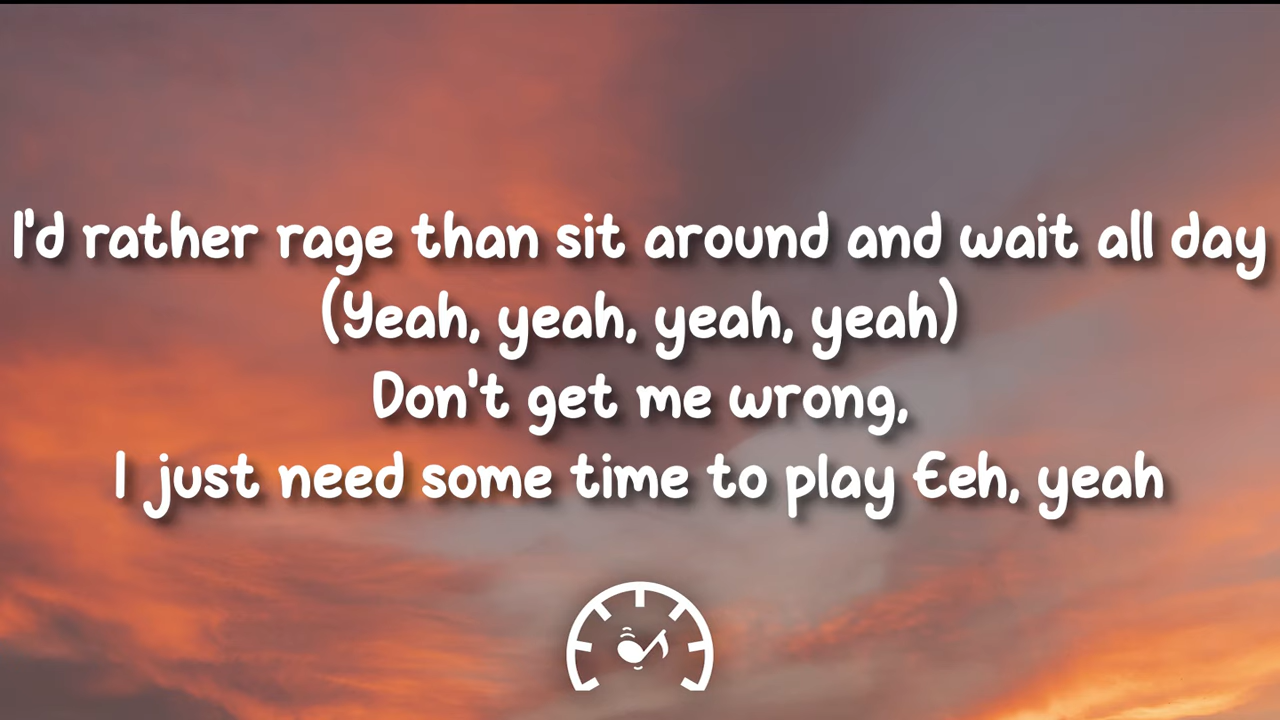 I'd rather rage than sit around and wait all day
(Yeah, yeah, yeah, yeah)
Don't get me wrong,
I just need some time to play Eeh, yeah